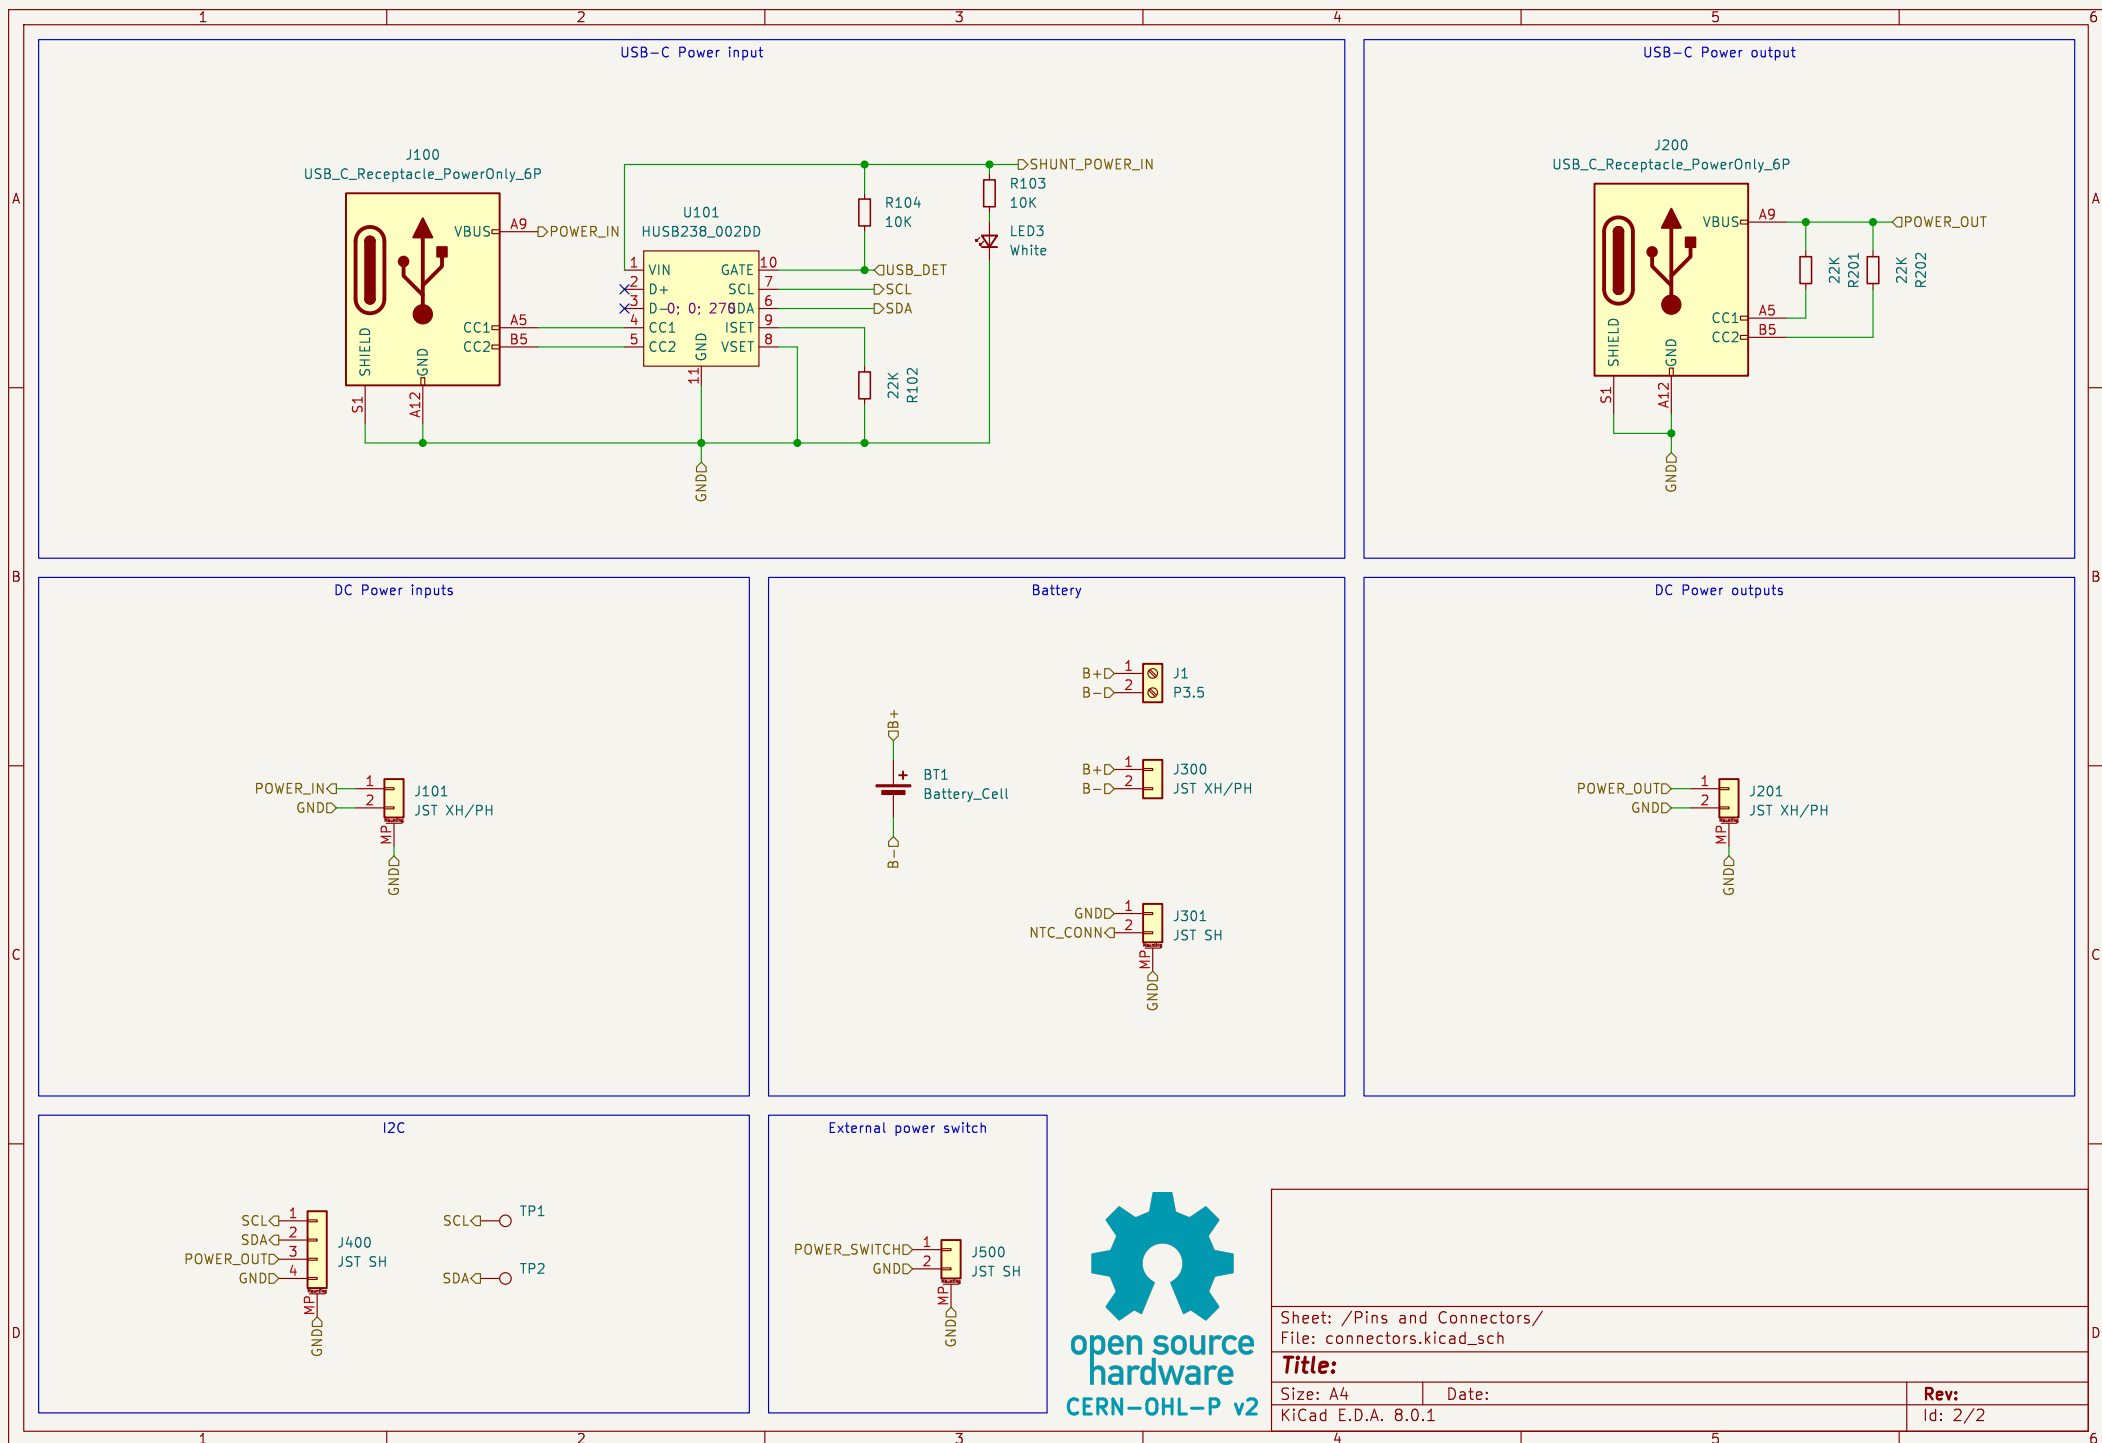 1 2 3 4 5 6
USB-C Power input
USB-C Power output
J100
USB_C_Receptacle_PowerOnly_6P
VBUS
A9
POWER_IN
CC1
A5
CC2
B5
SHIELD
GND
S1
A12
U101
HUSB238_002DD
1 VIN
2 D+
3 D-
4 CC1
5 CC2
GATE 10
SCL 7
SDA 6
ISET 9
VSET 8
0; 0; 270
GND
11
GND
R104
10K
USB_DET
SCL
SDA
22K
R102
SHUNT_POWER_IN
R103
10K
LED3
White
J200
USB_C_Receptacle_PowerOnly_6P
VBUS
A9
POWER_OUT
CC1
A5
CC2
B5
SHIELD
GND
S1
A12
GND
22K
R201
22K
R202
A
A
B
B
DC Power inputs
POWER_IN 1
GND 2
J101
JST XH/PH
MP
GND
Battery
B+
BT1
Battery_Cell
B-
B+ 1
B- 2
J1
P3.5
B+ 1
B- 2
J300
JST XH/PH
GND 1
NTC_CONN 2
J301
JST SH
MP
GND
DC Power outputs
POWER_OUT 1
GND 2
J201
JST XH/PH
MP
GND
C
C
I2C
SCL 1
SDA 2
POWER_OUT 3
GND 4
J400
JST SH
MP
GND
SCL
TP1
SDA
TP2
External power switch
POWER_SWITCH 1
GND 2
J500
JST SH
MP
GND
open source
hardware
CERN-OHL-P v2
D
D
Sheet: /Pins and Connectors/
File: connectors.kicad_sch
Title:
Size: A4
Date:
Rev:
KiCad E.D.A. 8.0.1
Id: 2/2
1 2 3 4 5 6